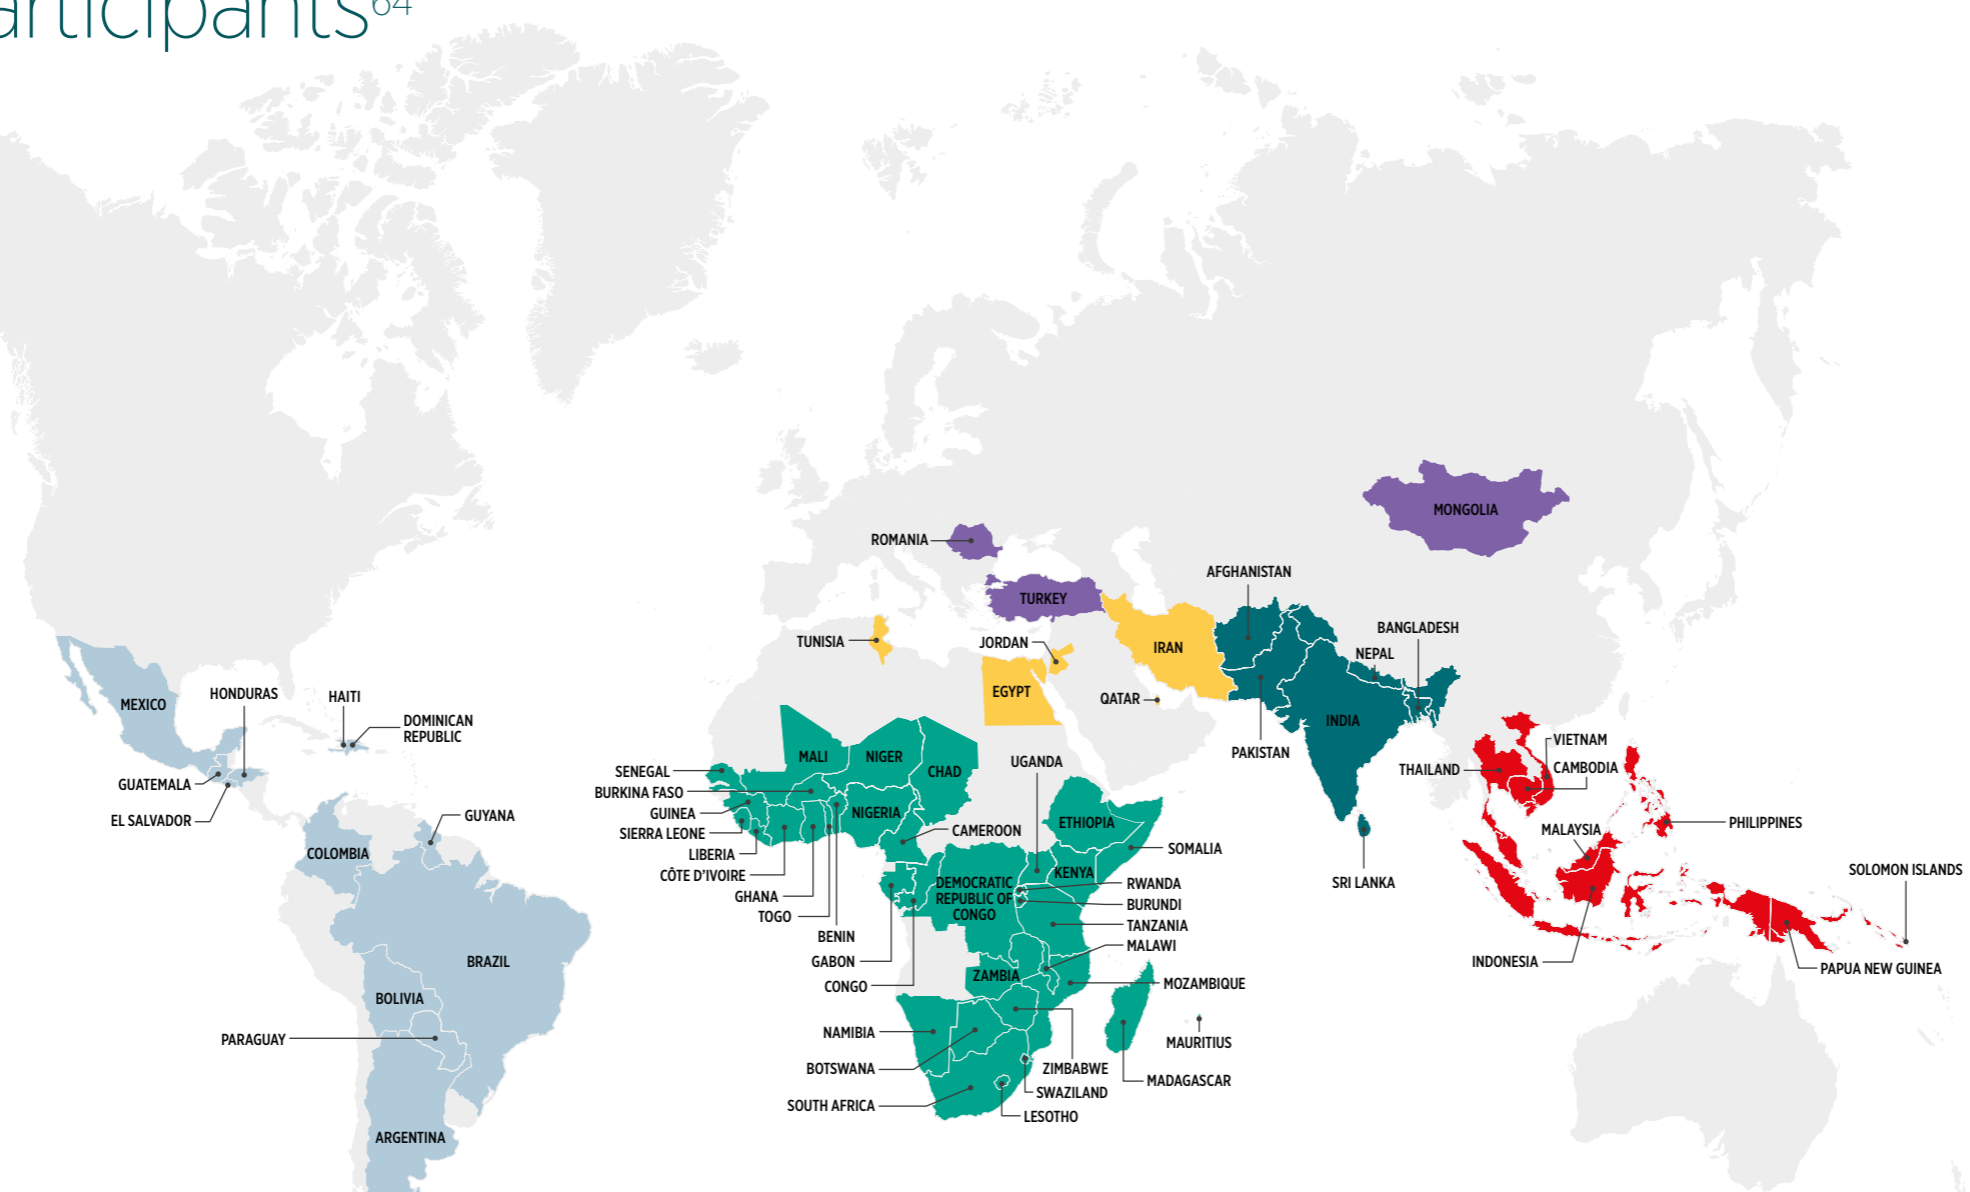 articipants64
MONGOLIA
ROMANIA
AFGHANISTAN
TURKEY
BANGLADESH
TUNISIA
JORDAN
IRAN
NEPAL
EGYPT
QATAR
INDIA
PAKISTAN
MEXICO
HONDURAS
HAITI
DOMINICAN
REPUBLIC
GUATEMALA
EL SALVADOR
GUYANA
COLOMBIA
BRAZIL
BOLIVIA
PARAGUAY
ARGENTINA
MALI
NIGER
CHAD
UGANDA
SENEGAL
BURKINA FASO
GUINEA
NIGERIA
ETHIOPIA
SIERRA LEONE
CAMEROON
LIBERIA
SOMALIA
CÔTE D'IVOIRE
KENYA
DEMOCRATIC
REPUBLIC OF
CONGO
RWANDA
GHANA
BURUNDI
TOGO
TANZANIA
BENIN
MALAWI
GABON
ZAMBIA
CONGO
MOZAMBIQUE
NAMIBIA
MAURITIUS
BOTSWANA
ZIMBABWE
MADAGASCAR
SWAZILAND
SOUTH AFRICA
LESOTHO
VIETNAM
THAILAND
CAMBODIA
MALAYSIA
PHILIPPINES
SRI LANKA
SOLOMON ISLANDS
INDONESIA
PAPUA NEW GUINEA